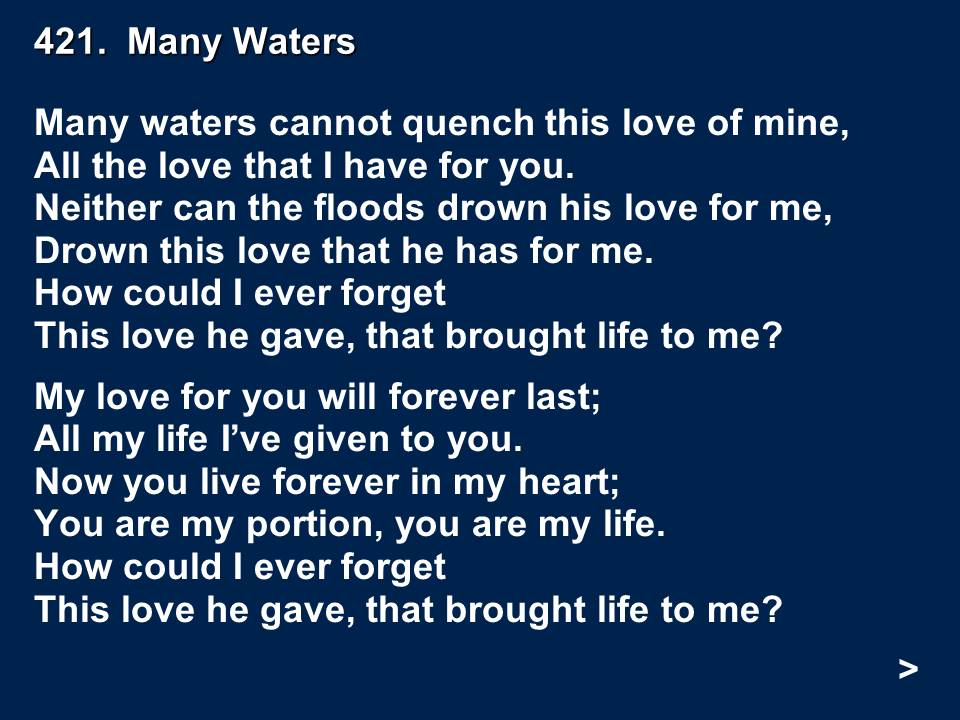 421.  Many Waters
Many waters cannot quench this love of mine,
All the love that I have for you.
Neither can the floods drown his love for me,
Drown this love that he has for me.
How could I ever forget
This love he gave, that brought life to me?
My love for you will forever last;
All my life I’ve given to you.
Now you live forever in my heart;
You are my portion, you are my life.
How could I ever forget
This love he gave, that brought life to me?
>